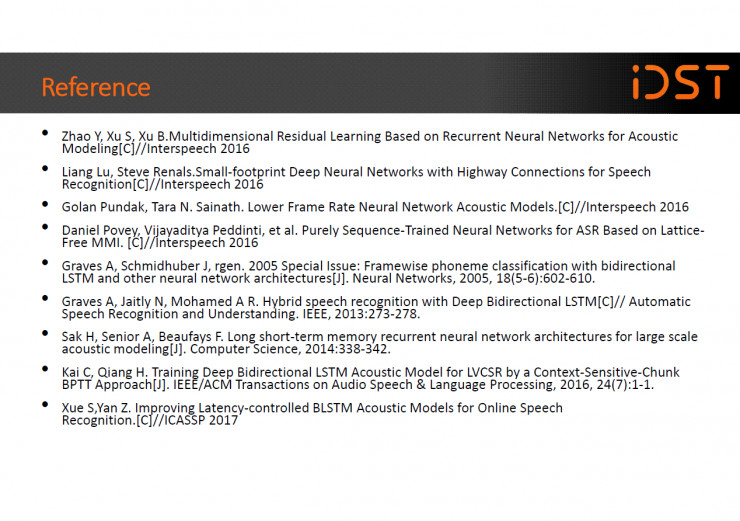 Reference
iDST
• Zhao Y, Xu S, Xu B.Multidimensional Residual Learning Based on Recurrent Neural Networks for Acoustic
Modeling[C]//Interspeech 2016
• Liang Lu, Steve Renals.Small-footprint Deep Neural Networks with Highway Connections for Speech
Recognition[C]//Interspeech 2016
• Golan Pundak, Tara N. Sainath. Lower Frame Rate Neural Network Acoustic Models.[C]//Interspeech 2016
• Daniel Povey, Vijayaditya Peddinti, et al. Purely Sequence-Trained Neural Networks for ASR Based on Lattice-
Free MMI. [C]//Interspeech 2016
• Graves A, Schmidhuber J, rgen. 2005 Special Issue: Framewise phoneme classification with bidirectional
LSTM and other neural network architectures[J]. Neural Networks, 2005, 18(5-6):602-610.
• Graves A, Jaitly N, Mohamed A R. Hybrid speech recognition with Deep Bidirectional LSTM[C]// Automatic
Speech Recognition and Understanding. IEEE, 2013:273-278.
• Sak H, Senior A, Beaufays F. Long short-term memory recurrent neural network architectures for large scale
acoustic modeling[J]. Computer Science, 2014:338-342.
• Kai C, Qiang H. Training Deep Bidirectional LSTM Acoustic Model for LVCSR by a Context-Sensitive-Chunk
BPTT Approach[J]. IEEE/ACM Transactions on Audio Speech & Language Processing, 2016, 24(7):1-1.
• Xue S,Yan Z. Improving Latency-controlled BLSTM Acoustic Models for Online Speech
Recognition.[C]//ICASSP 2017